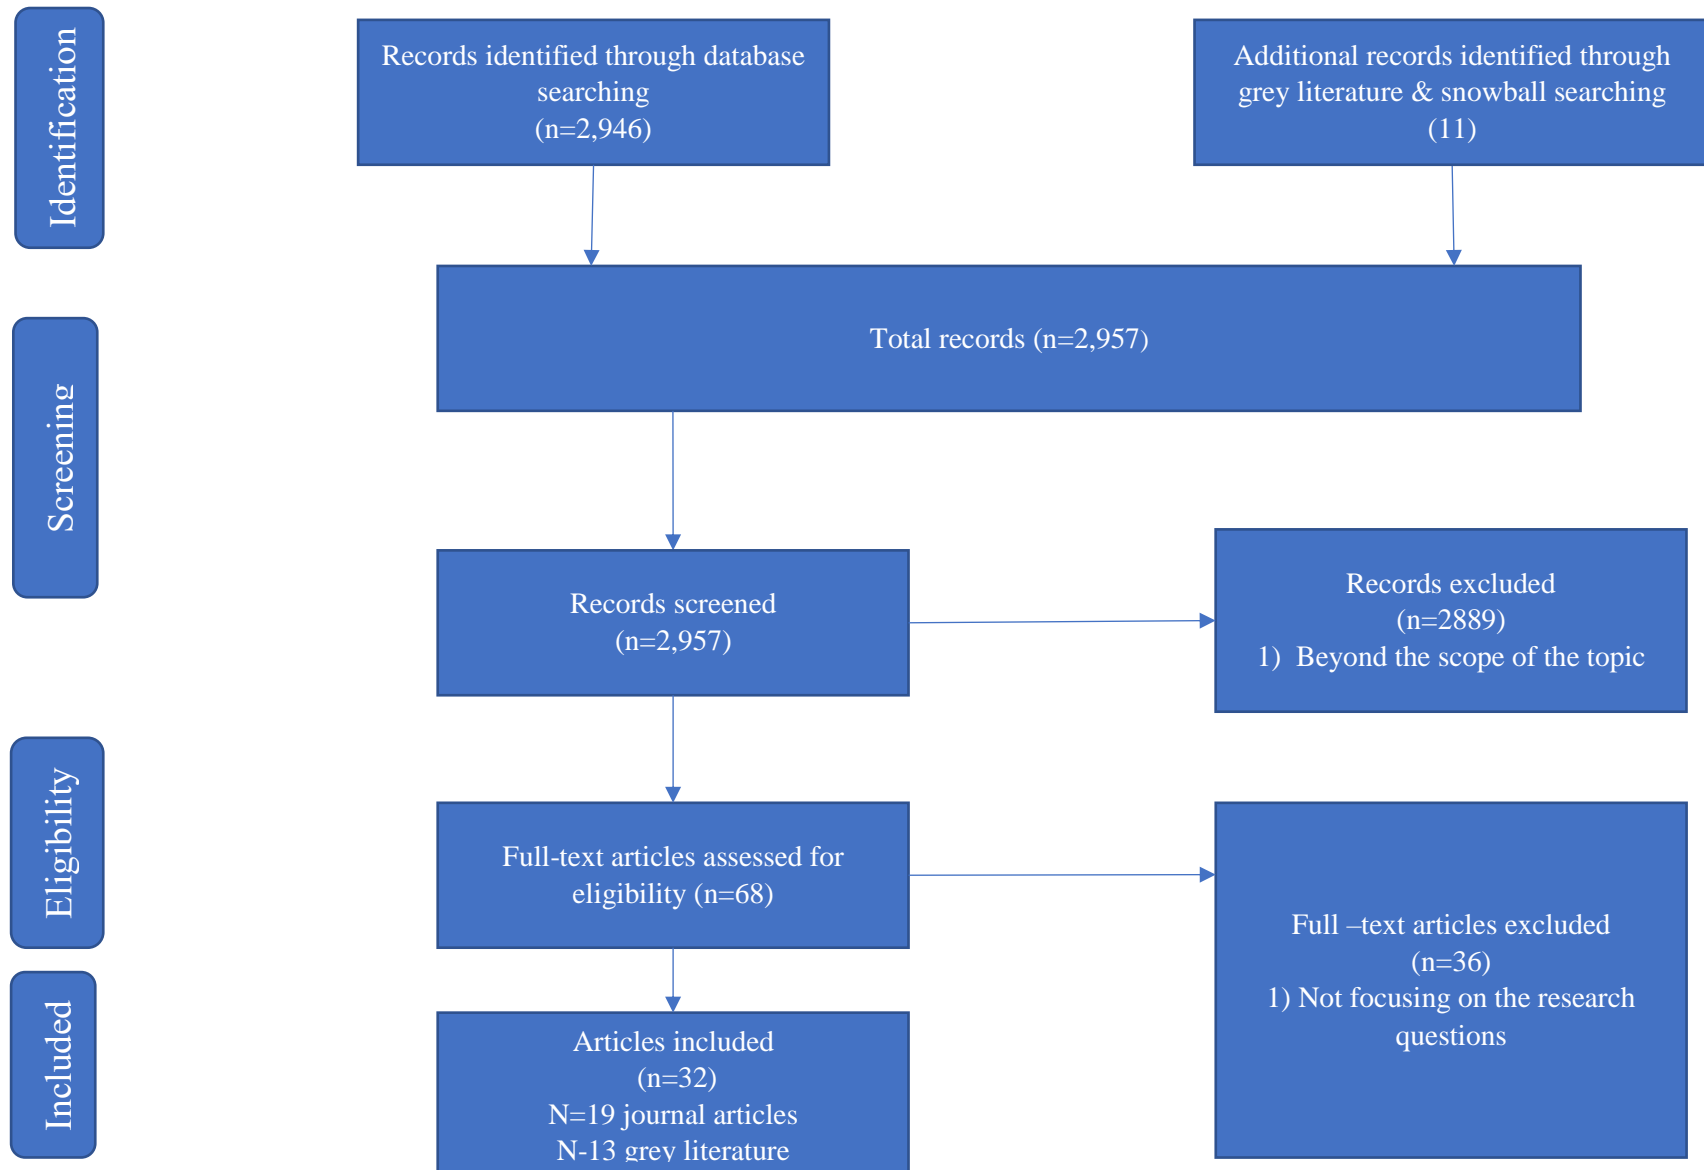 Identification
Records identified through database
searching
(n=2,946)
Additional records identified through
grey literature & snowball searching
(11)
Screening
Total records (n=2,957)
Records screened
(n=2,957)
Records excluded
(n=2889)
1) Beyond the scope of the topic
Eligibility
Full-text articles assessed for
eligibility (n=68)
Full –text articles excluded
(n=36)
1) Not focusing on the research
questions
Included
Articles included
(n=32)
N=19 journal articles
N-13 grey literature